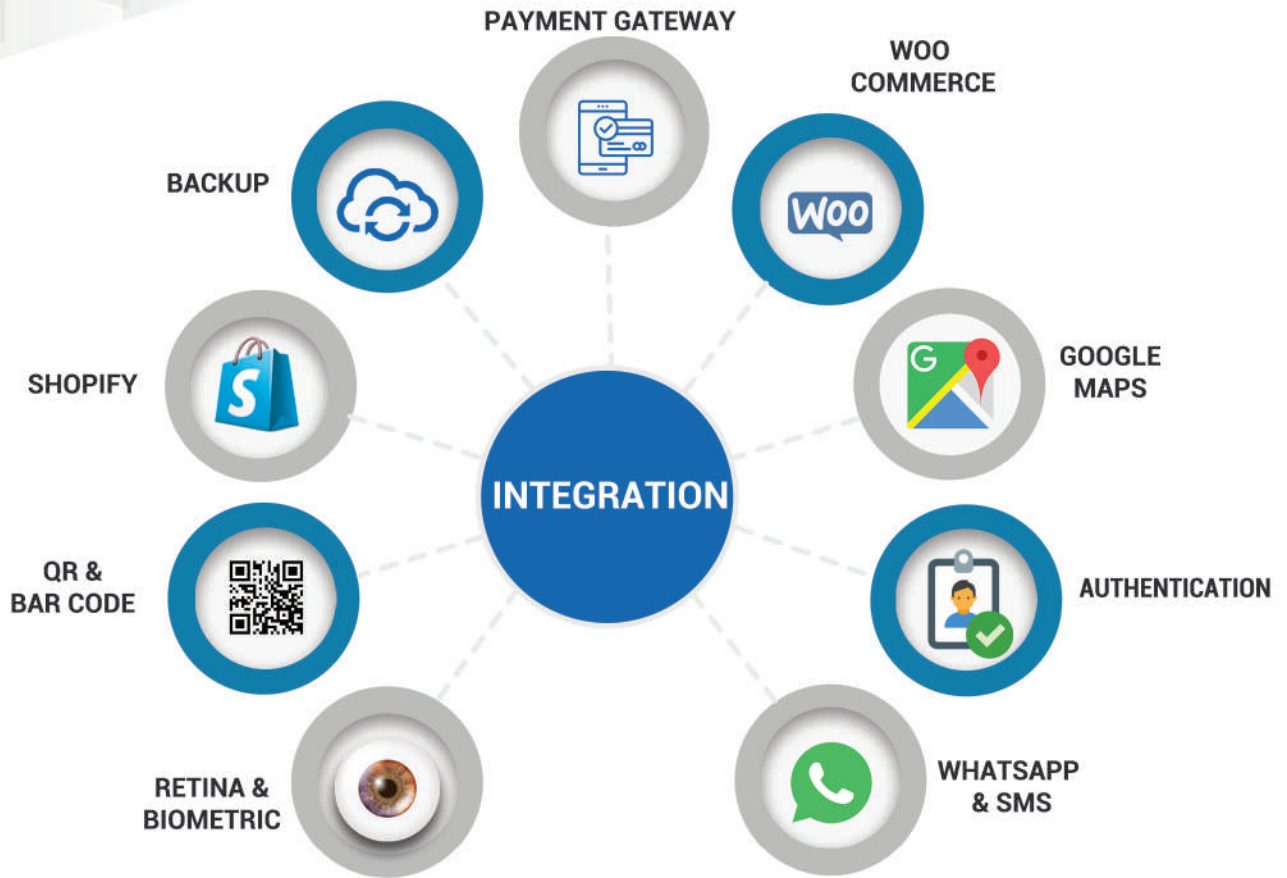 PAYMENT GATEWAY
WOO
COMMERCE
BACKUP
WOO
GOOGLE
MAPS
G
SHOPIFY
S
INTEGRATION
QR &
BAR CODE
AUTHENTICATION
RETINA &
BIOMETRIC
WHATSAPP
& SMS